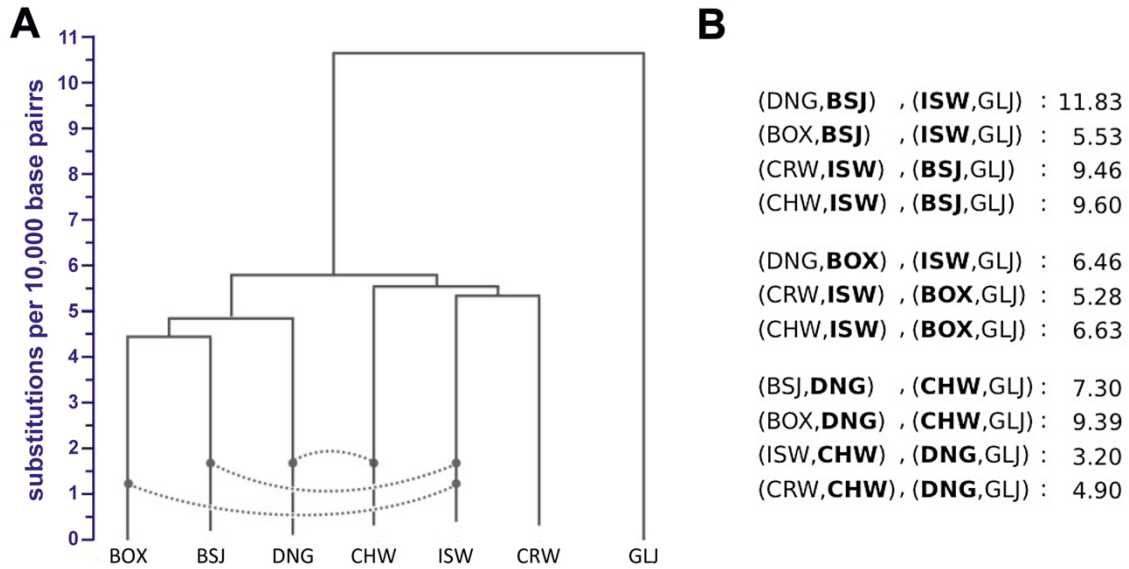 A
B
substitutions per 10,000 base pairrs
11
10
9
8
7
6
5
4
3
2
1
0
BOX BSJ DNG CHW ISW CRW GLJ
(DNG,BSJ) , (ISW,GLJ) : 11.83
(BOX,BSJ) , (ISW,GLJ) : 5.53
(CRW,ISW) , (BSJ,GLJ) : 9.46
(CHW,ISW) , (BSJ,GLJ) : 9.60
(DNG,BOX) , (ISW,GLJ) : 6.46
(CRW,ISW) , (BOX,GLJ) : 5.28
(CHW,ISW) , (BOX,GLJ) : 6.63
(BSJ,DNG) , (CHW,GLJ) : 7.30
(BOX,DNG) , (CHW,GLJ) : 9.39
(ISW,CHW) , (DNG,GLJ) : 3.20
(CRW,CHW) , (DNG,GLJ) : 4.90